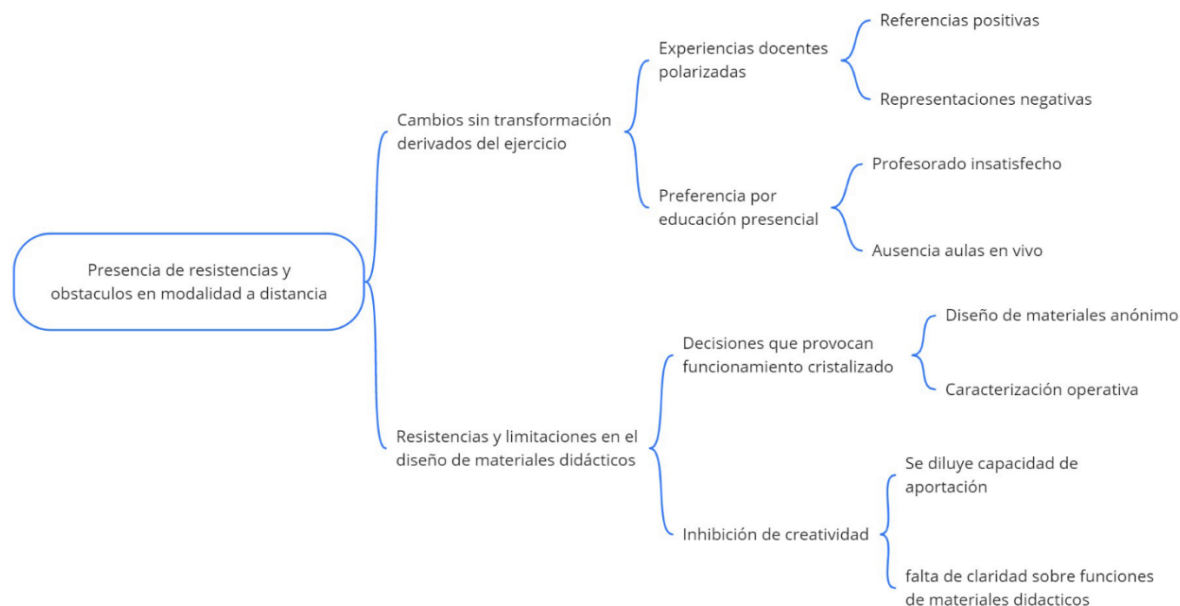 Presencia de resistencias y
obstaculos en modalidad a distancia
Cambios sin transformación
derivados del ejercicio
Experiencias docentes
polarizadas
Referencias positivas
Representaciones negativas
Preferencia por
educación presencial
Profesorado insatisfecho
Ausencia aulas en vivo
Resistencias y limitaciones en el
diseño de materiales didácticos
Decisiones que provocan
funcionamiento cristalizado
Diseño de materiales anónimo
Caracterización operativa
Inhibición de creatividad
Se diluye capacidad de
aportación
falta de claridad sobre funciones
de materiales didacticos